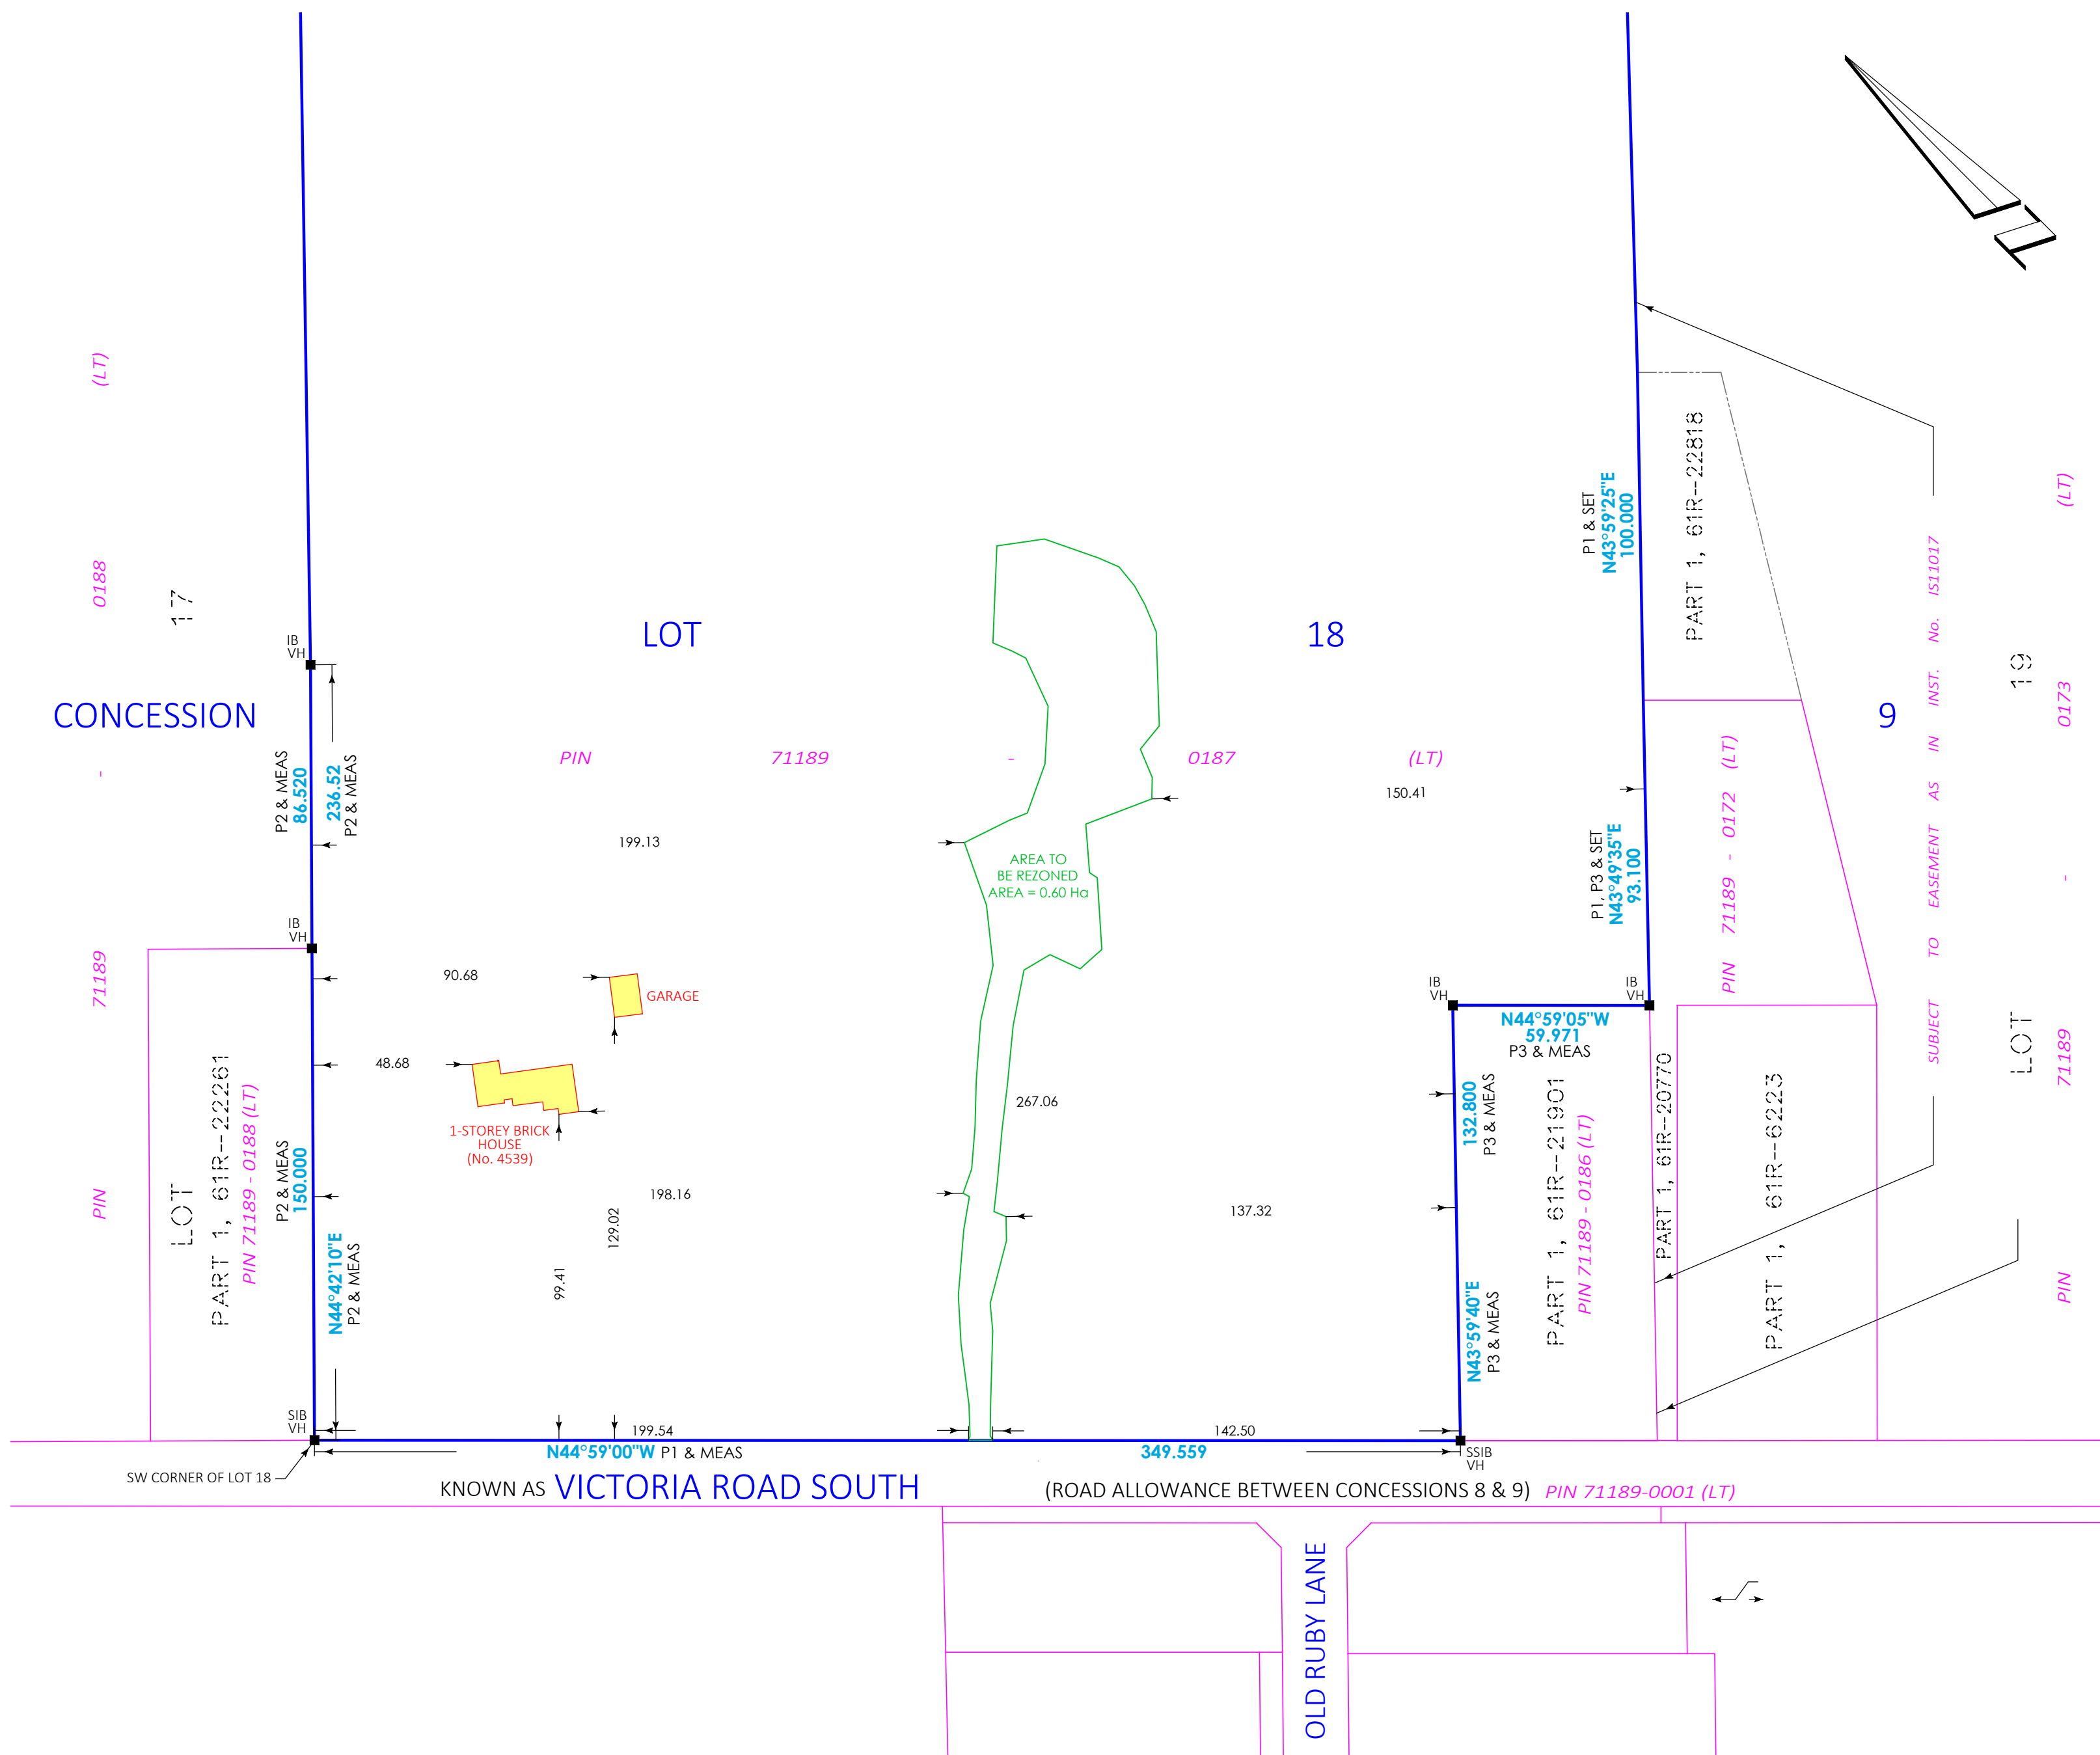 (LT)
0188
-
71189
PIN
17
LOT
CONCESSION
PART 1, 61R-22261
PIN 71189 - 0188 (LT)
IB
VH
P2 & MEAS
86.520
236.52
P2 & MEAS
IB
VH
P2 & MEAS
150.000
N44°42'10"E
P2 & MEAS
SIB
VH
SW CORNER OF LOT 18
LOT
18
PIN
71189
-
0187
(LT)
150.41
199.13
AREA TO
BE REZONED
AREA = 0.60 Ha
90.68
GARAGE
48.68
1-STOREY BRICK
HOUSE
(No. 4539)
267.06
198.16
137.32
129.02
99.41
199.54
142.50
N44°59'00"W P1 & MEAS
349.559
SSIB
VH
P1 & SET
N43°59'25"E
100.000
PART 1, 61R--22818
P1, P3 & SET
N43°49'35"E
93.100
PIN 71189 - 0172 (LT)
9
IB
VH
IB
VH
N44°59'05"W
59.971
P3 & MEAS
132.800
P3 & MEAS
N43°59'40"E
P3 & MEAS
PART 1, 61R--21901
PIN 71189 - 0186 (LT)
PART 1, 61R--20770
PART 1, 61R--6223
SUBJECT TO EASEMENT AS IN INST. No. IS11017
19
LOT
(LT)
0173
-
71189
PIN
KNOWN AS VICTORIA ROAD SOUTH (ROAD ALLOWANCE BETWEEN CONCESSIONS 8 & 9) PIN 71189-0001 (LT)
OLD RUBY LANE